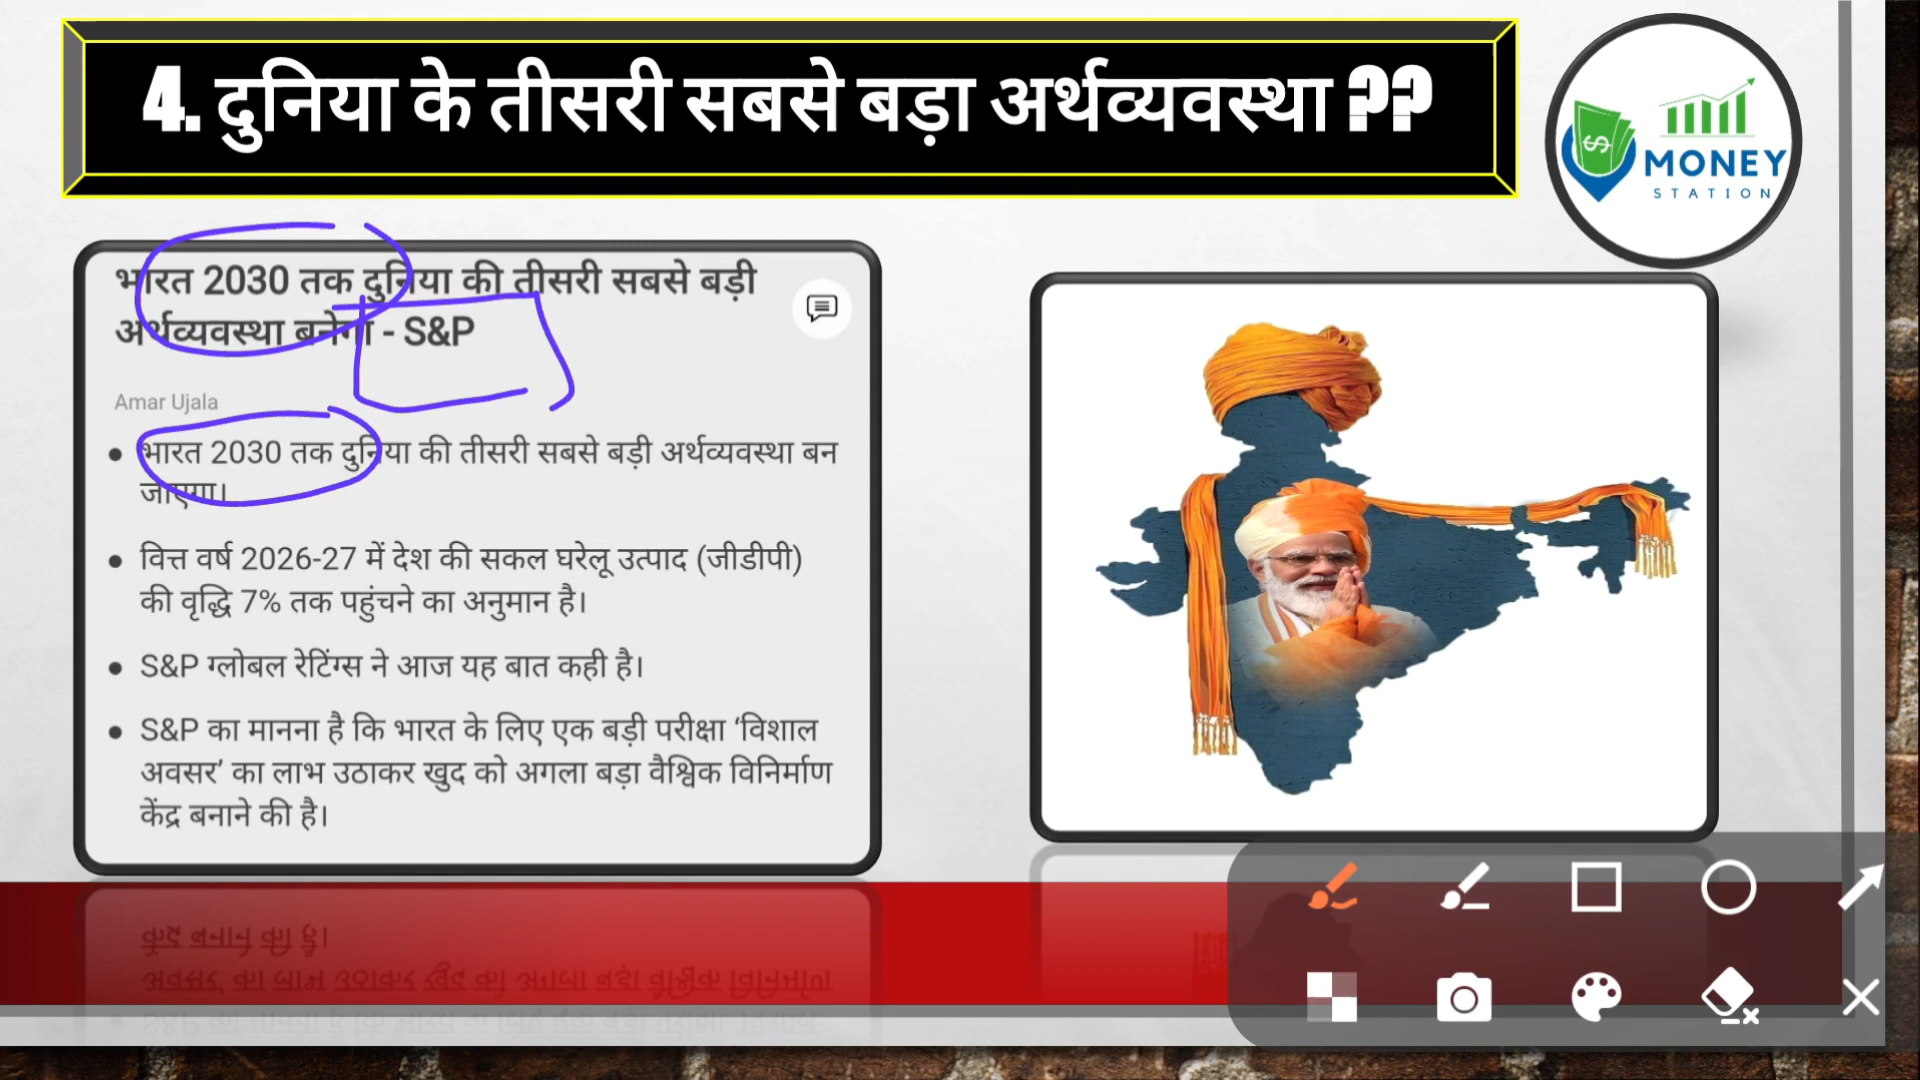 4. दुनिया के तीसरी सबसे बड़ा अर्थव्यवस्था ??
MONEY
STATION
भारत 2030 तक दुनिया की तीसरी सबसे बड़ी
अर्थव्यवस्था बनेगा - S&P
Amar Ujala
• भारत 2030 तक दुनिया की तीसरी सबसे बड़ी अर्थव्यवस्था बन
जाएगा।
• वित्त वर्ष 2026-27 में देश की सकल घरेलू उत्पाद (जीडीपी)
की वृद्धि 7% तक पहुंचने का अनुमान है।
• S&P ग्लोबल रेटिंग्स ने आज यह बात कही है।
• S&P का मानना है कि भारत के लिए एक बड़ी परीक्षा ‘विशाल
अवसर’ का लाभ उठाकर खुद को अगला बड़ा वैश्विक विनिर्माण
केंद्र बनाने की है।